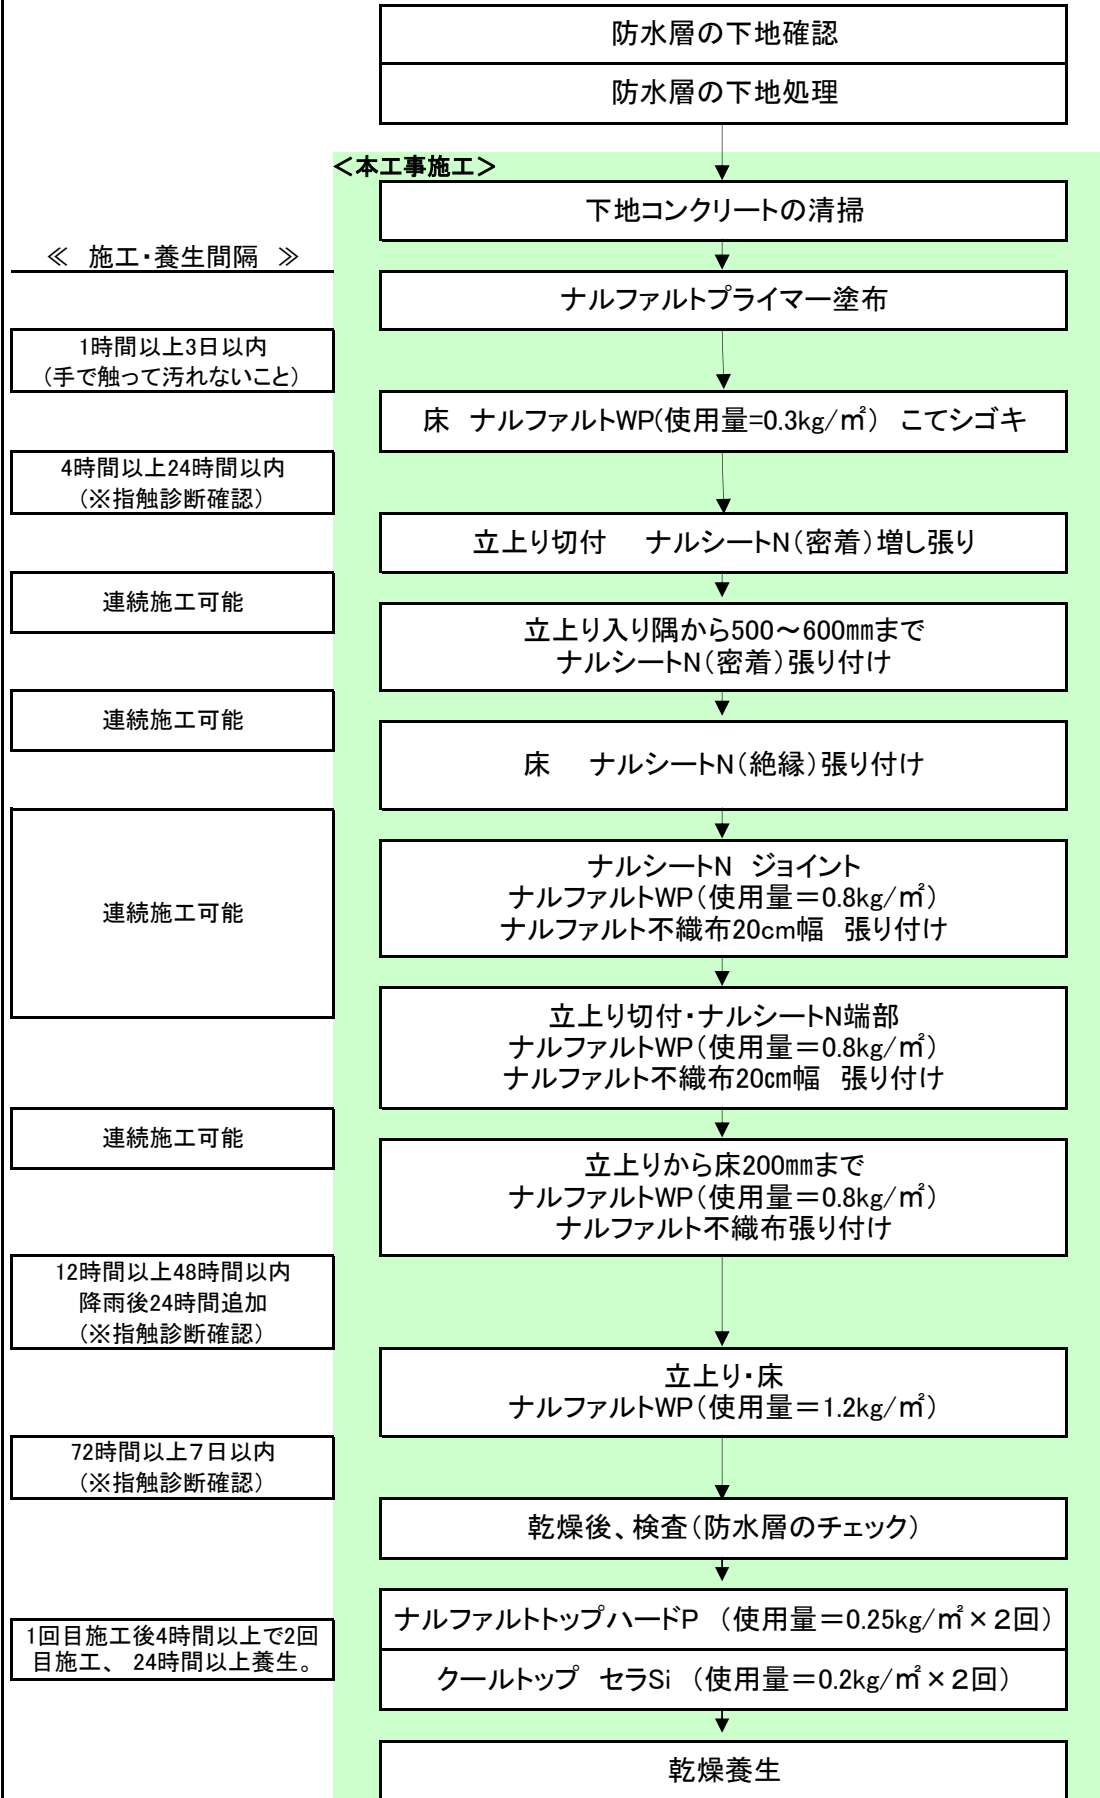 防水層の下地確認
防水層の下地処理
＜本工事施工＞
下地コンクリートの清掃
≪　施工・養生間隔　≫
ナルファルトプライマー塗布
1時間以上3日以内
(手で触って汚れないこと)
床　ナルファルトWP(使用量=0.3kg/㎡)　こてシゴキ
4時間以上24時間以内
(※指触診断確認)
立上り切付　ナルシートN(密着)増し張り
連続施工可能
立上り入り隅から500～600㎜まで
ナルシートN(密着)張り付け
連続施工可能
床　ナルシートN(絶縁)張り付け
連続施工可能
ナルシートN　ジョイント
ナルファルトWP(使用量＝0.8kg/㎡)
ナルファルト不織布20cm幅　張り付け
立上り切付・ナルシートN端部
ナルファルトWP(使用量＝0.8kg/㎡)
ナルファルト不織布20㎝幅　張り付け
連続施工可能
立上りから床200㎜まで
ナルファルトWP(使用量＝0.8kg/㎡)
ナルファルト不織布張り付け
12時間以上48時間以内
降雨後24時間追加
(※指触診断確認)
立上り・床
ナルファルトWP(使用量＝1.2kg/㎡)
72時間以上７日以内
(※指触診断確認)
乾燥後、検査(防水層のチェック)
ナルファルトトップハードP　(使用量＝0.25kg/㎡×２回)
1回目施工後4時間以上で2回
目施工、 24時間以上養生。
クールトップ　セラSi　(使用量＝0.2kg/㎡×２回)
乾燥養生